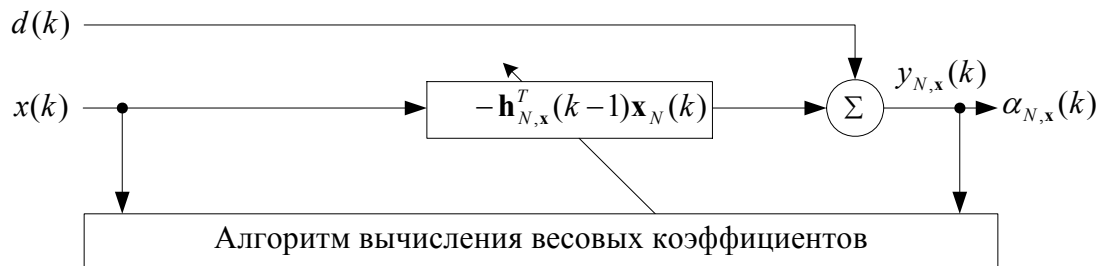 d(k)
x(k)
−h^T_{N,x}(k−1)x_N(k)
Σ
y_{N,x}(k)
α_{N,x}(k)
Алгоритм вычисления весовых коэффициентов